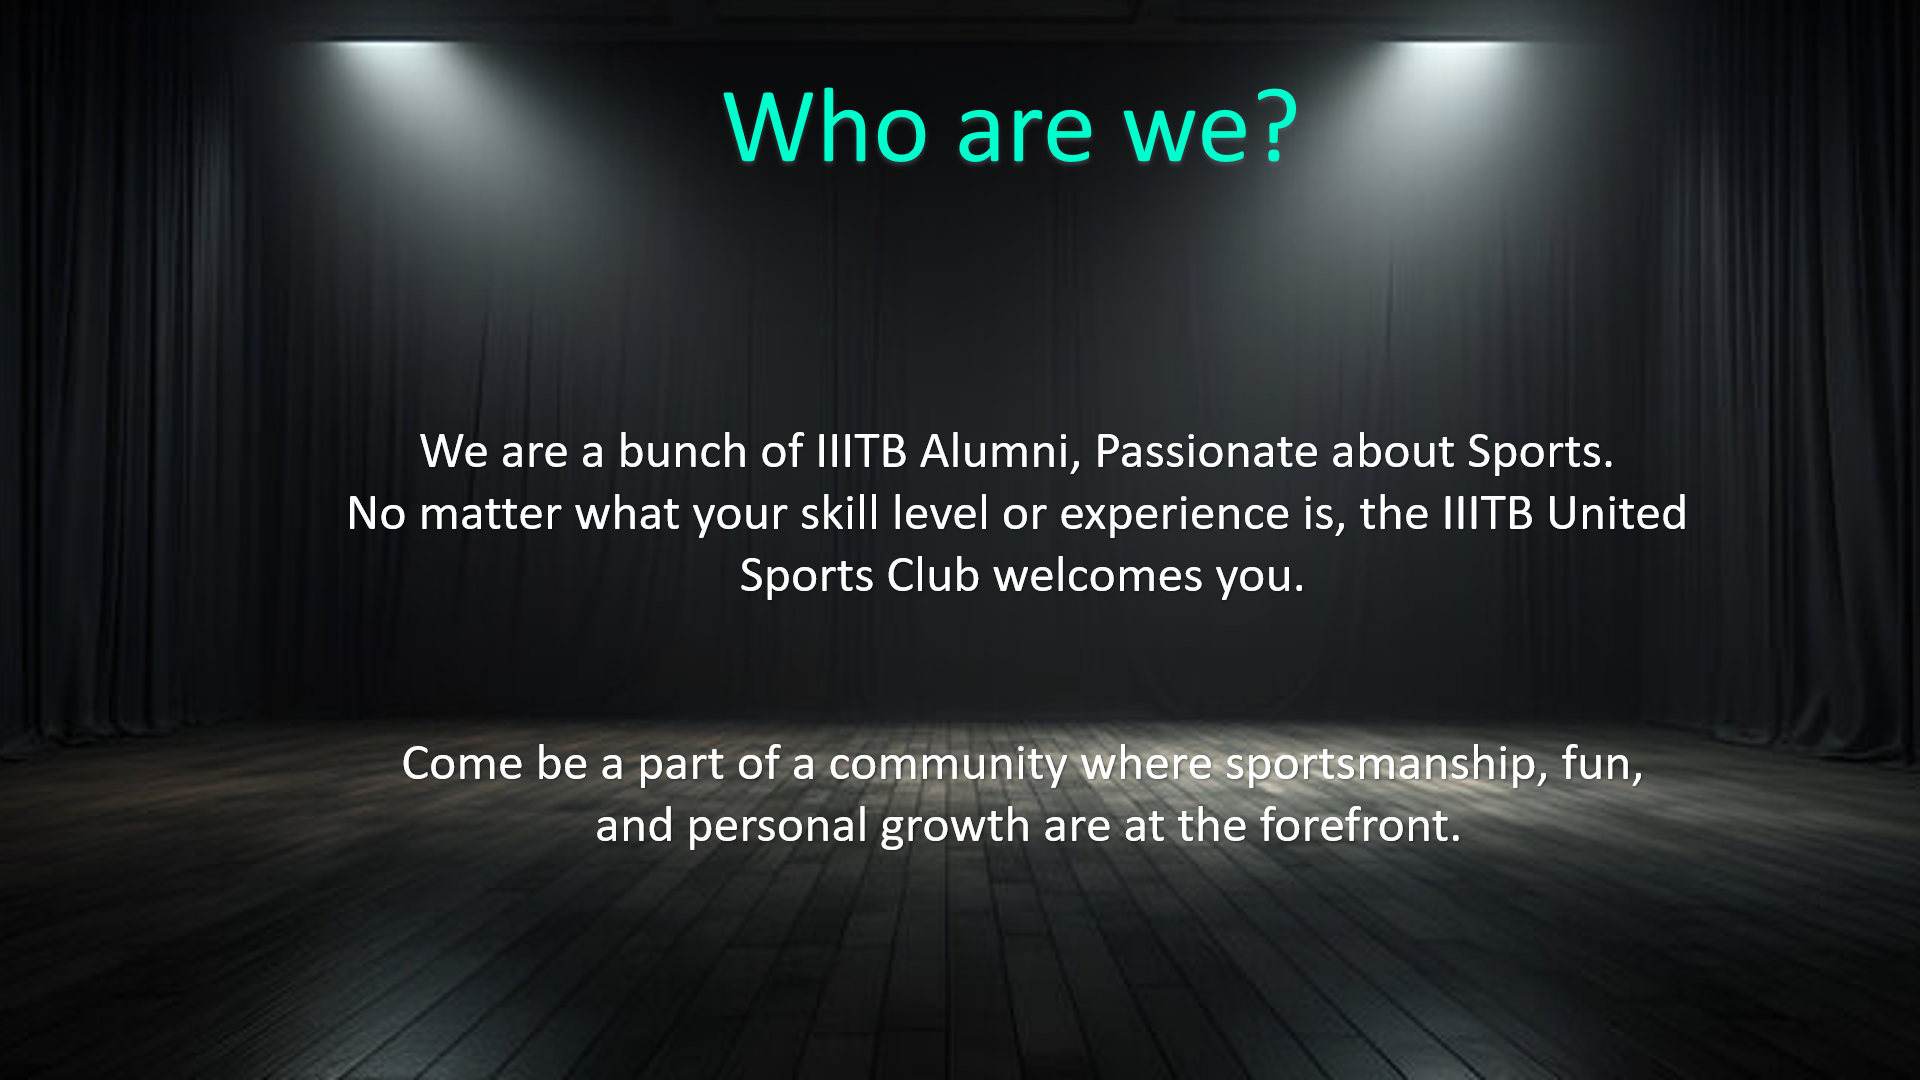 Who are we?
We are a bunch of IIITB Alumni, Passionate about Sports.
No matter what your skill level or experience is, the IIITB United
Sports Club welcomes you.
Come be a part of a community where sportsmanship, fun,
and personal growth are at the forefront.